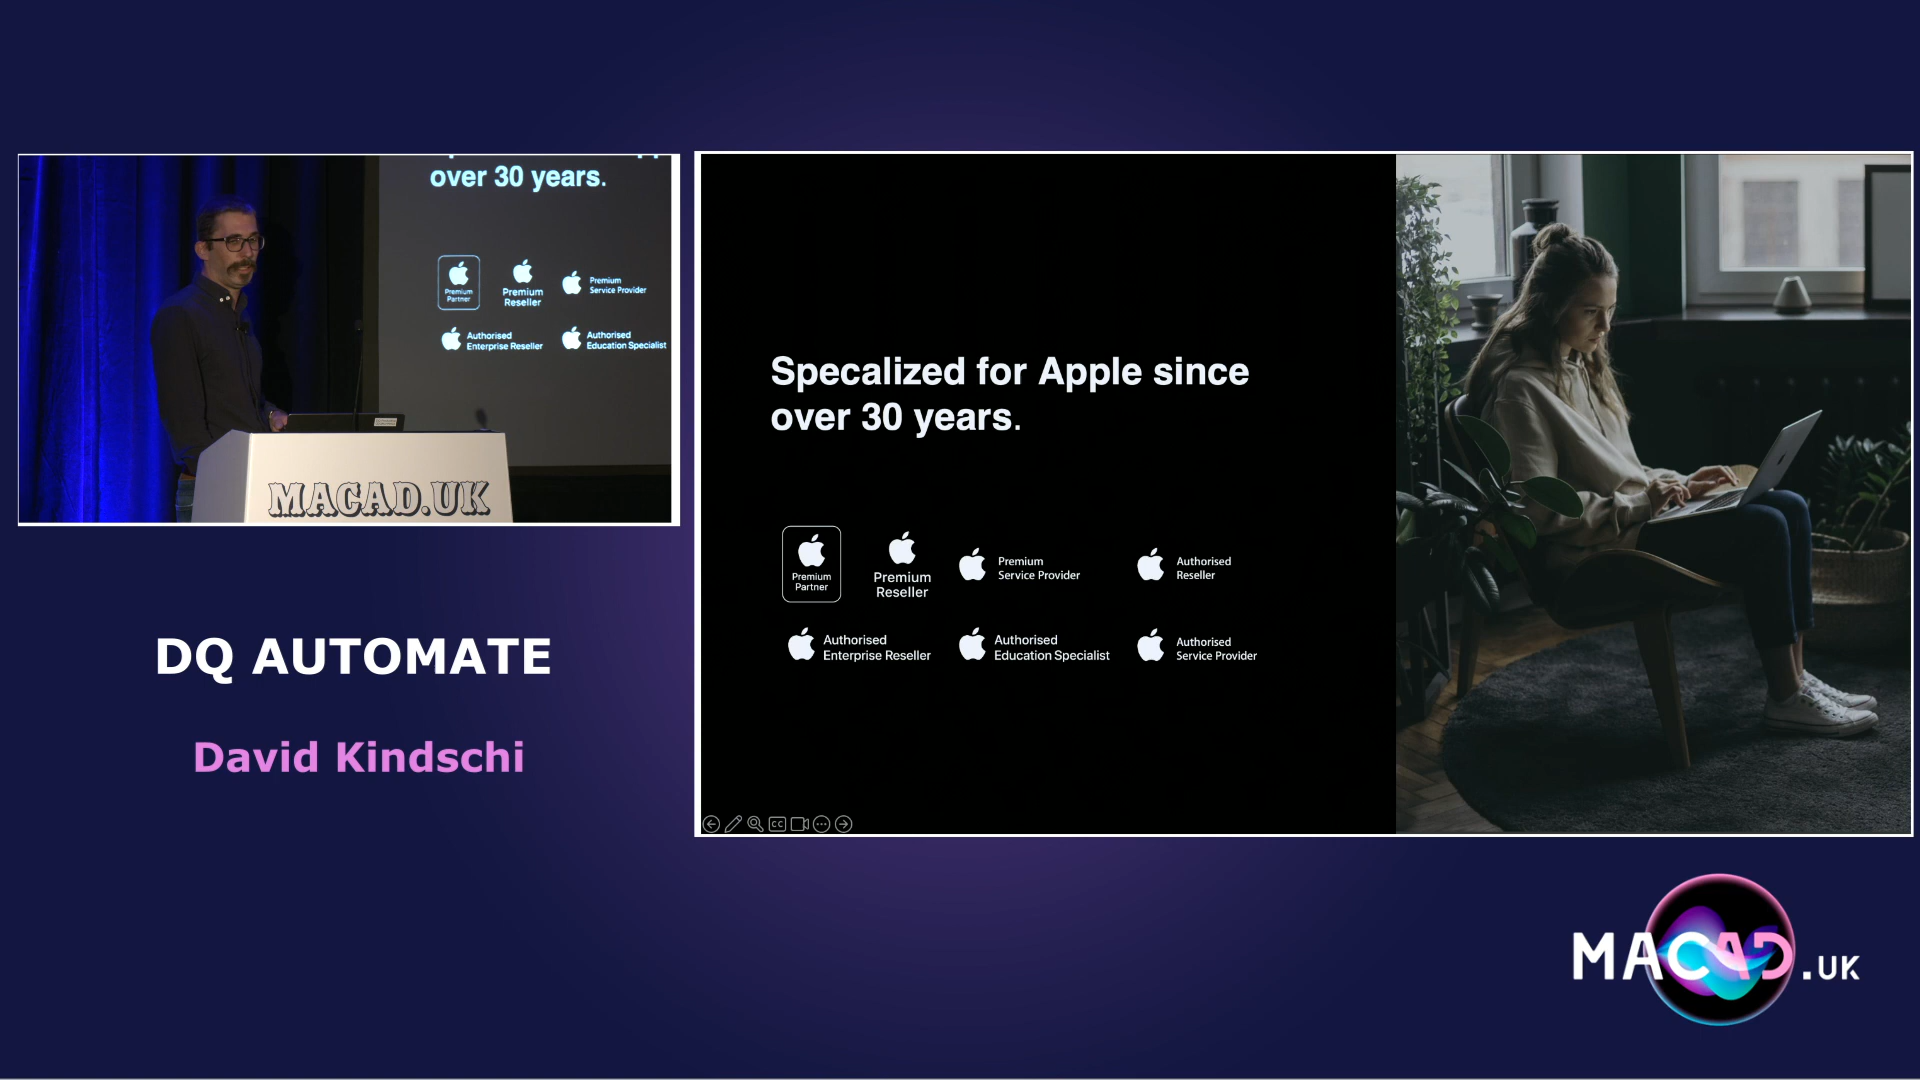 over 30 years.
Premium
Partner
Premium
Reseller
Premium
Service Provider
Authorised
Enterprise Reseller
Authorised
Education Specialist
MACAD.UK
DQ AUTOMATE
David Kindschi
Specalized for Apple since
over 30 years.
Premium
Partner
Premium
Reseller
Premium
Service Provider
Authorised
Reseller
Authorised
Enterprise Reseller
Authorised
Education Specialist
Authorised
Service Provider
CC
MACAD.UK